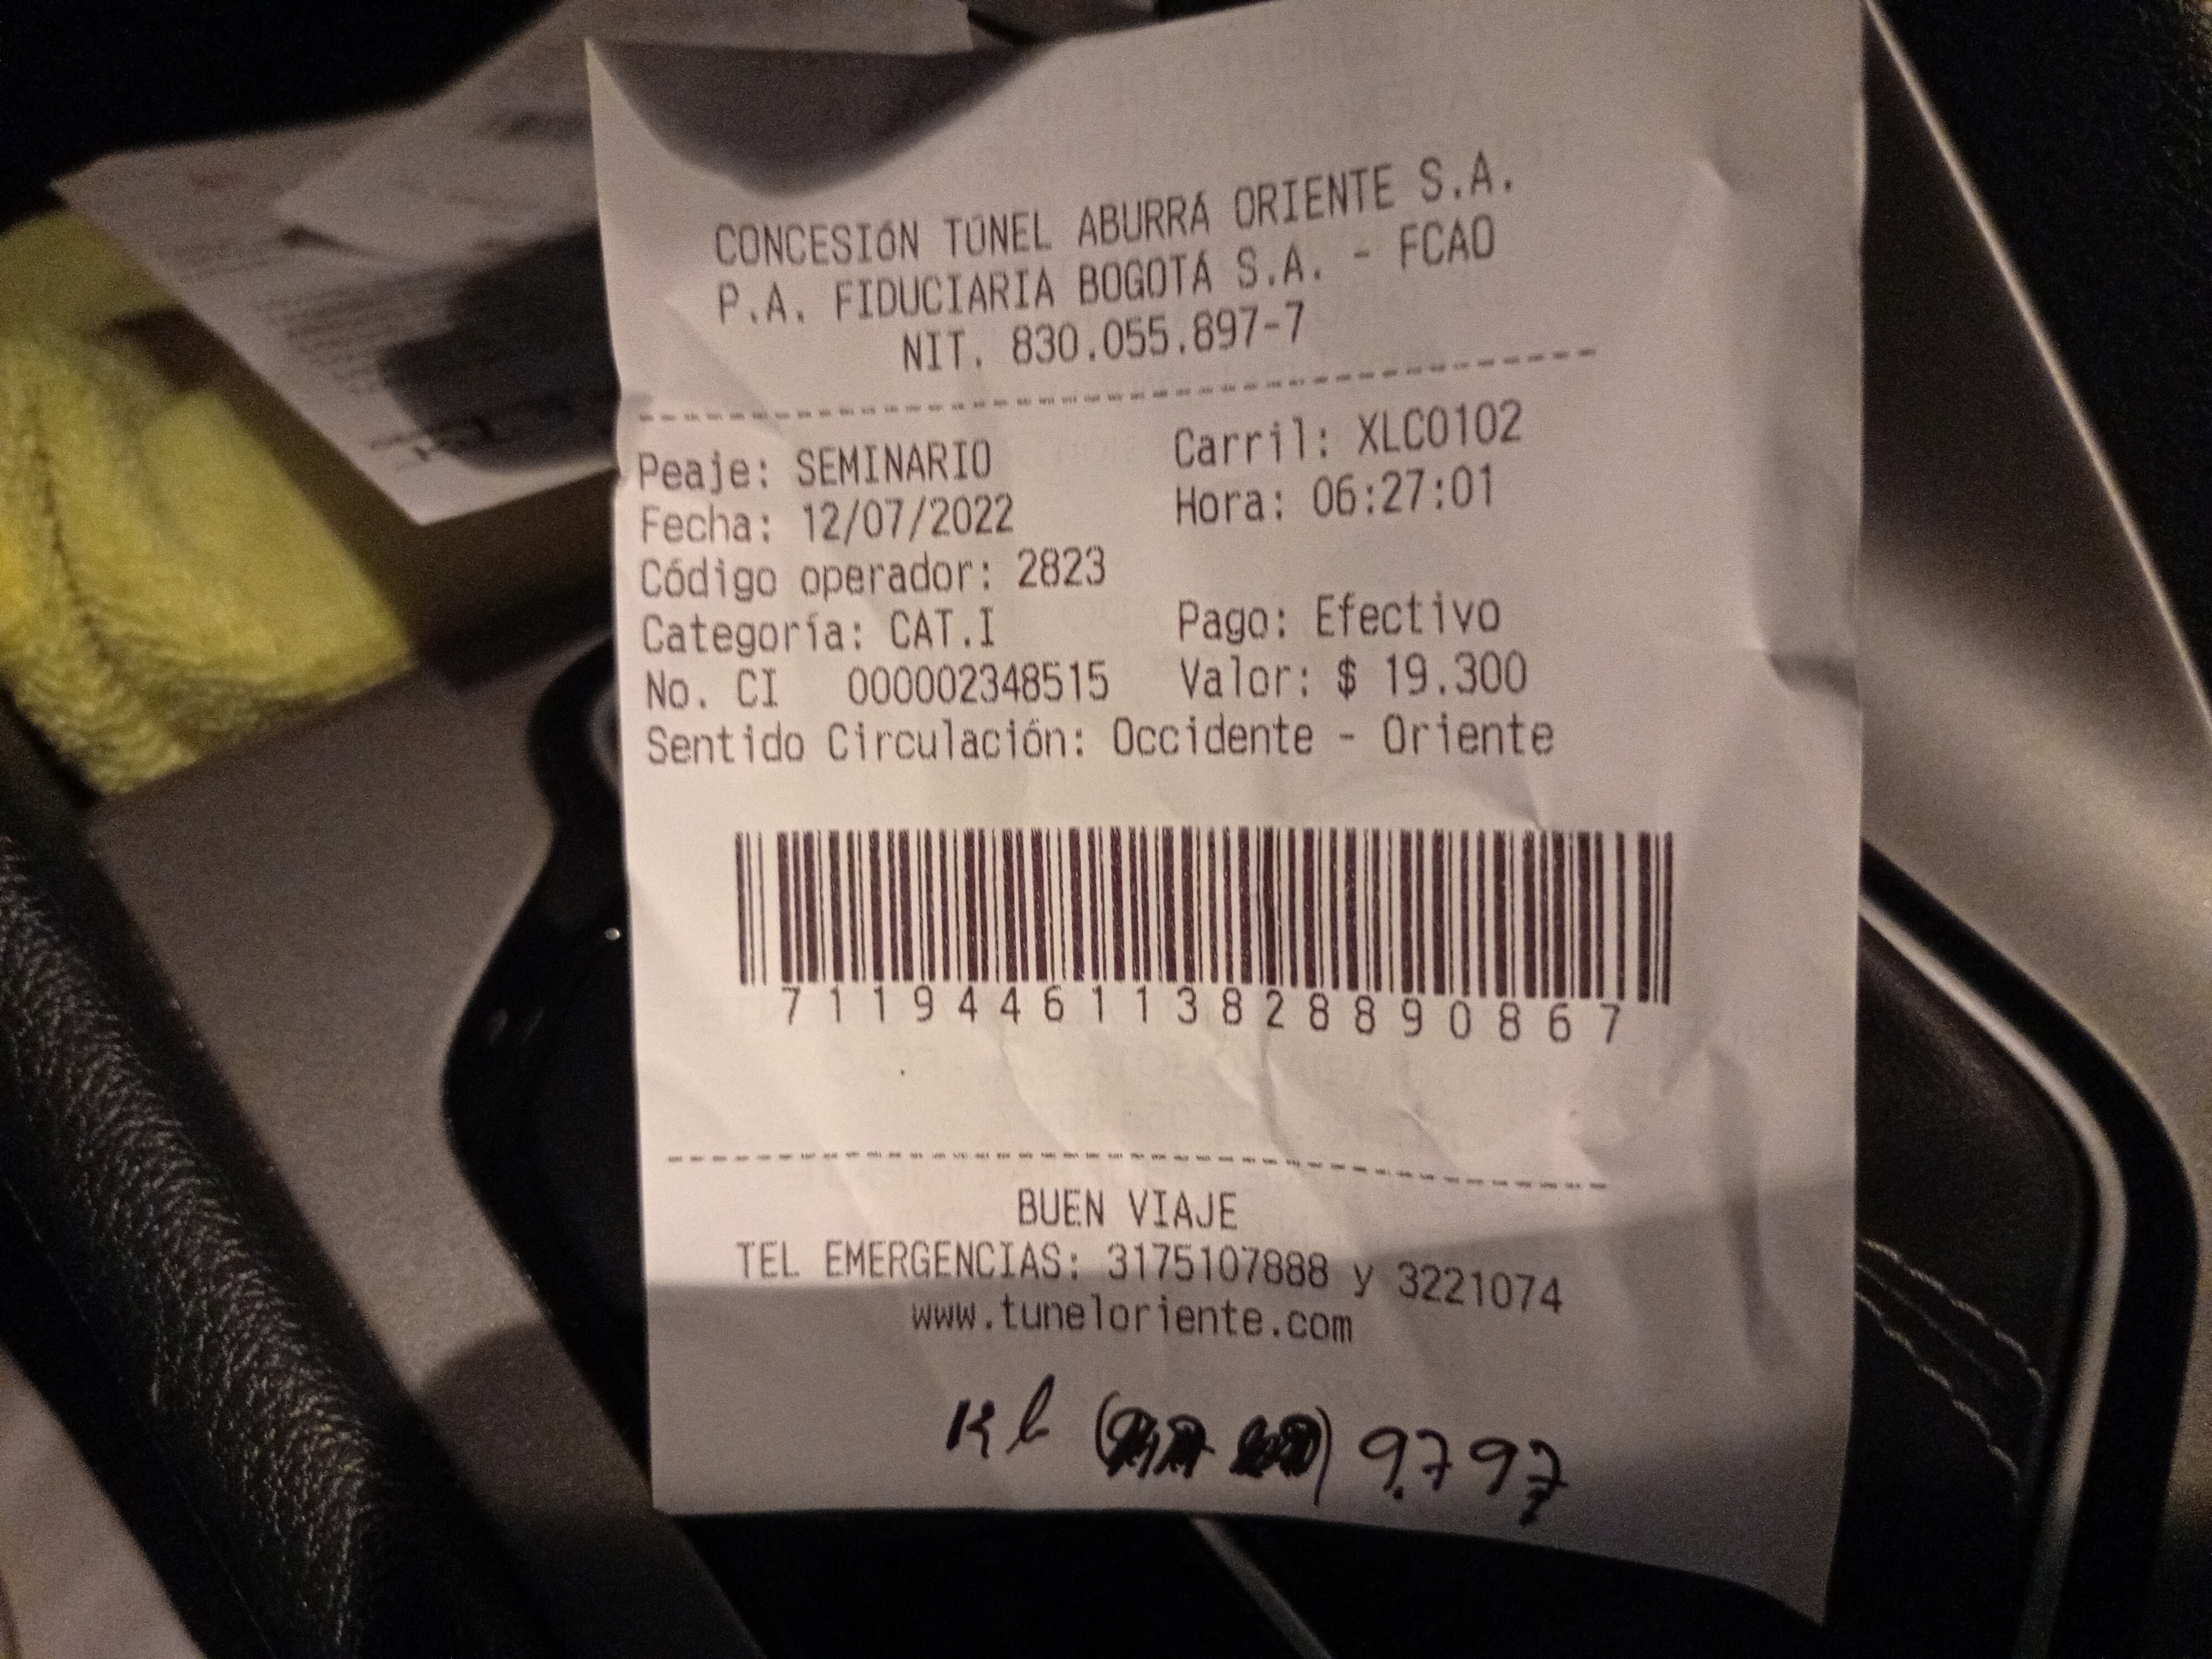 CONCESIÓN TÚNEL ABURRÁ ORIENTE S.A.
P.A. FIDUCIARIA BOGOTÁ S.A. - FCAO
NIT. 830.055.897-7
Peaje: SEMINARIO Carril: XLC0102
Fecha: 12/07/2022 Hora: 06:27:01
Código operador: 2823
Categoría: CAT.I Pago: Efectivo
No. CI 000002348515 Valor: $ 19.300
Sentido Circulación: Occidente - Oriente
7119446113828890867
BUEN VIAJE
TEL EMERGENCIAS: 3175107888 y 3221074
www.tuneloriente.com
Kl 9.797